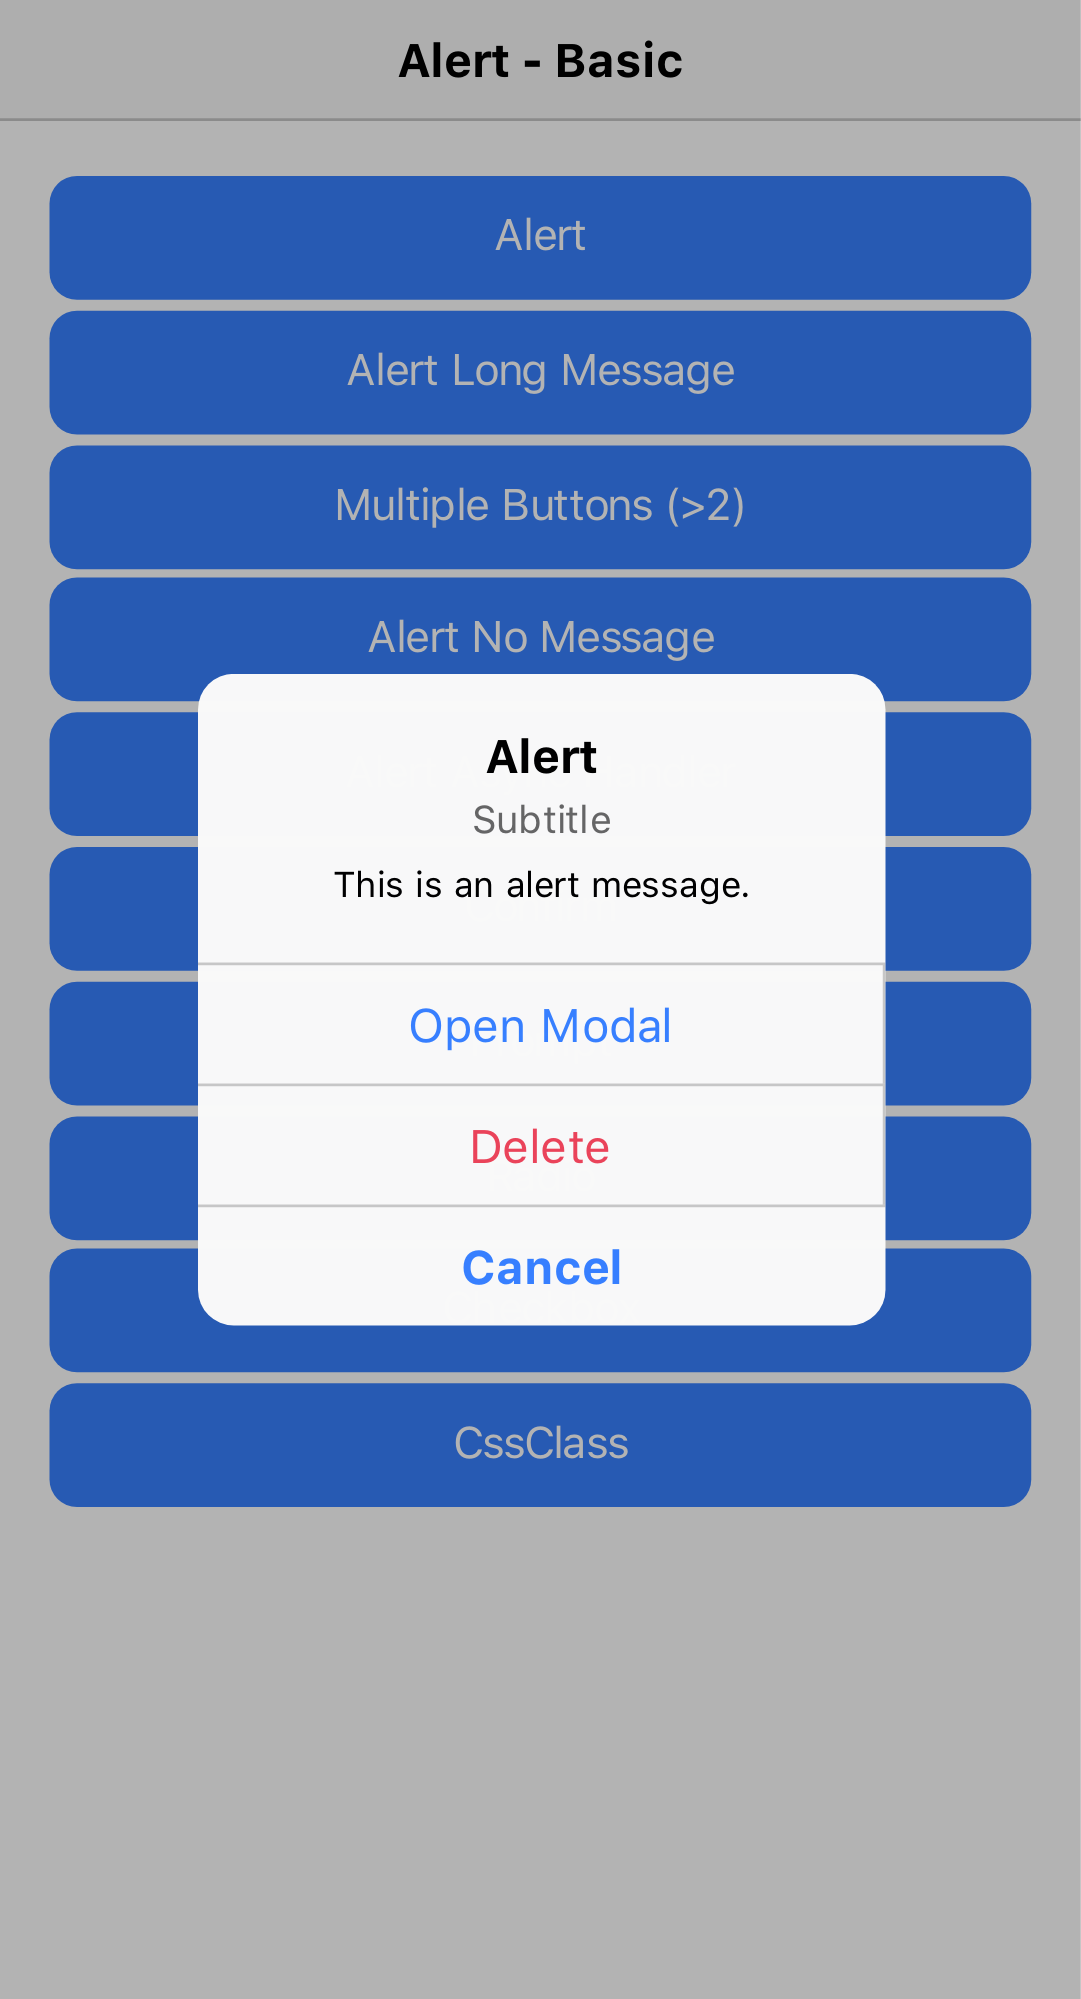 Alert - Basic
Alert
Alert Long Message
Multiple Buttons (>2)
Alert No Message
Alert
Subtitle
This is an alert message.
Open Modal
Delete
Cancel
CssClass